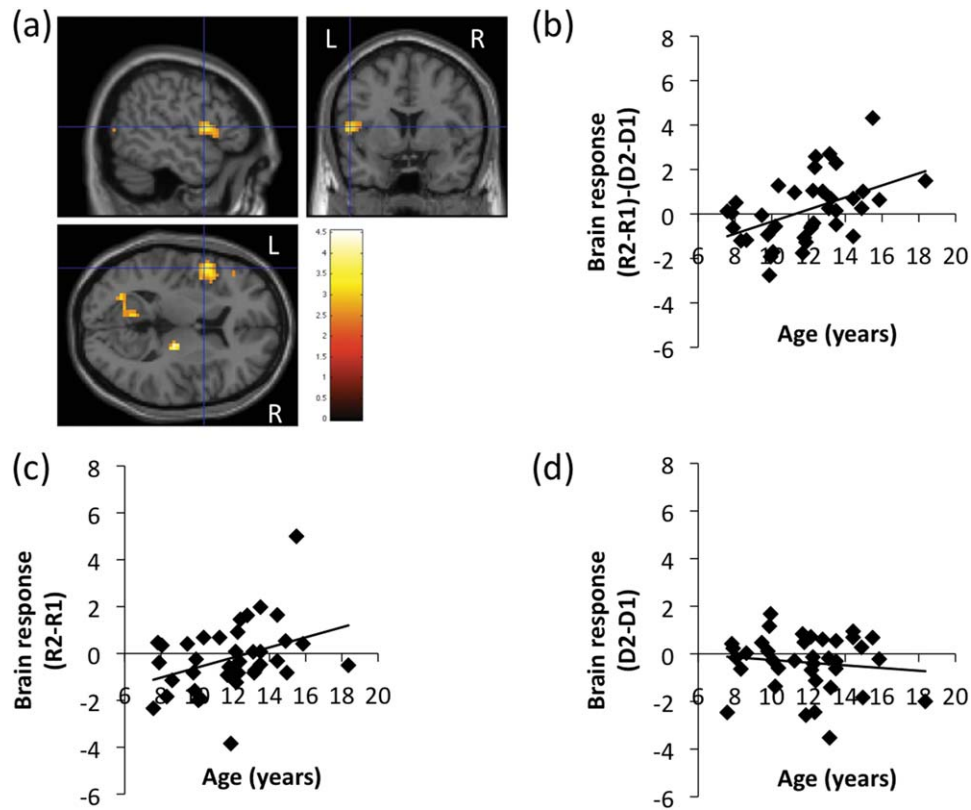 (a)
L
R
L
R
4.5
4
3.5
3
2.5
2
1.5
1
0.5
0
(b)
Brain response
(R2-R1)-(D2-D1)
8
6
4
2
0
-2
-4
-6
6 8 10 12 14 16 18 20
Age (years)
(c)
Brain response
(R2-R1)
8
6
4
2
0
-2
-4
-6
6 8 10 12 14 16 18 20
Age (years)
(d)
Brain response
(D2-D1)
8
6
4
2
0
-2
-4
-6
6 8 10 12 14 16 18 20
Age (years)